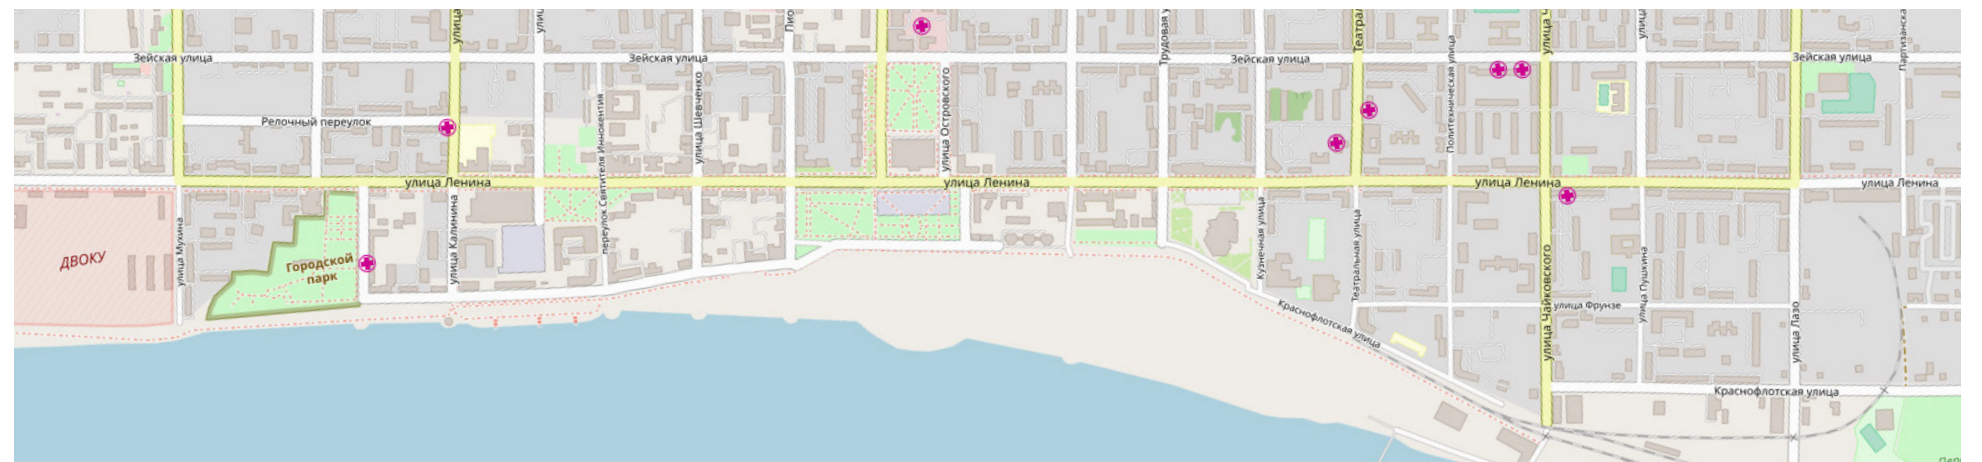 Зейская улица
Зейская улица
Зейская улица
Зейская улица
Релочный переулок
переулок Святителя Иннокентия
улица Шевченко
улица Островского
Политехническая улица
улица Ленина
улица Ленина
улица Ленина
улица Ленина
ДВОКУ
улица Мухина
Городской
парк
улица Калинина
Кузнечная улица
Театральная улица
Краснофлотская улица
улица Чайковского
улица Фрунзе
улица Пушкина
улица Лазо
Краснофлотская улица